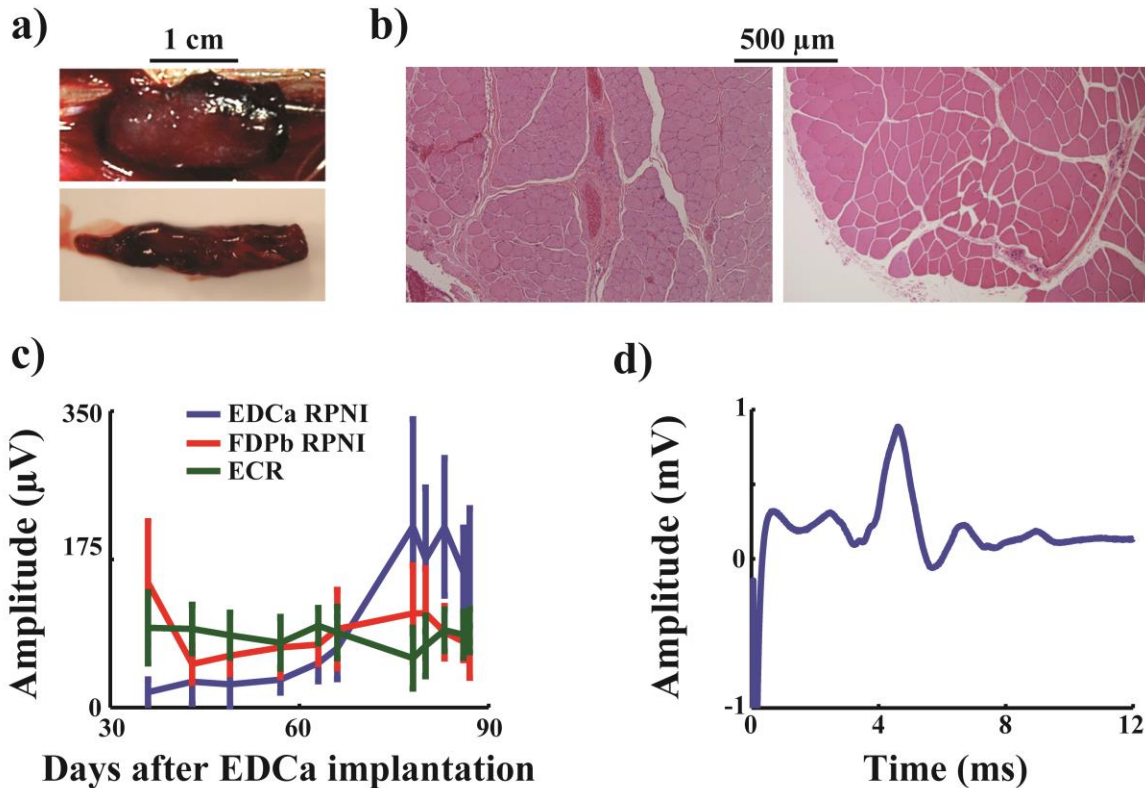 a)
1 cm
b)
500 µm
c)
350
175
0
30
60
90
Amplitude (µV)
Days after EDCa implantation
EDCa RPNI
FDPb RPNI
ECR
d)
1
0
-1
0
4
8
12
Amplitude (mV)
Time (ms)